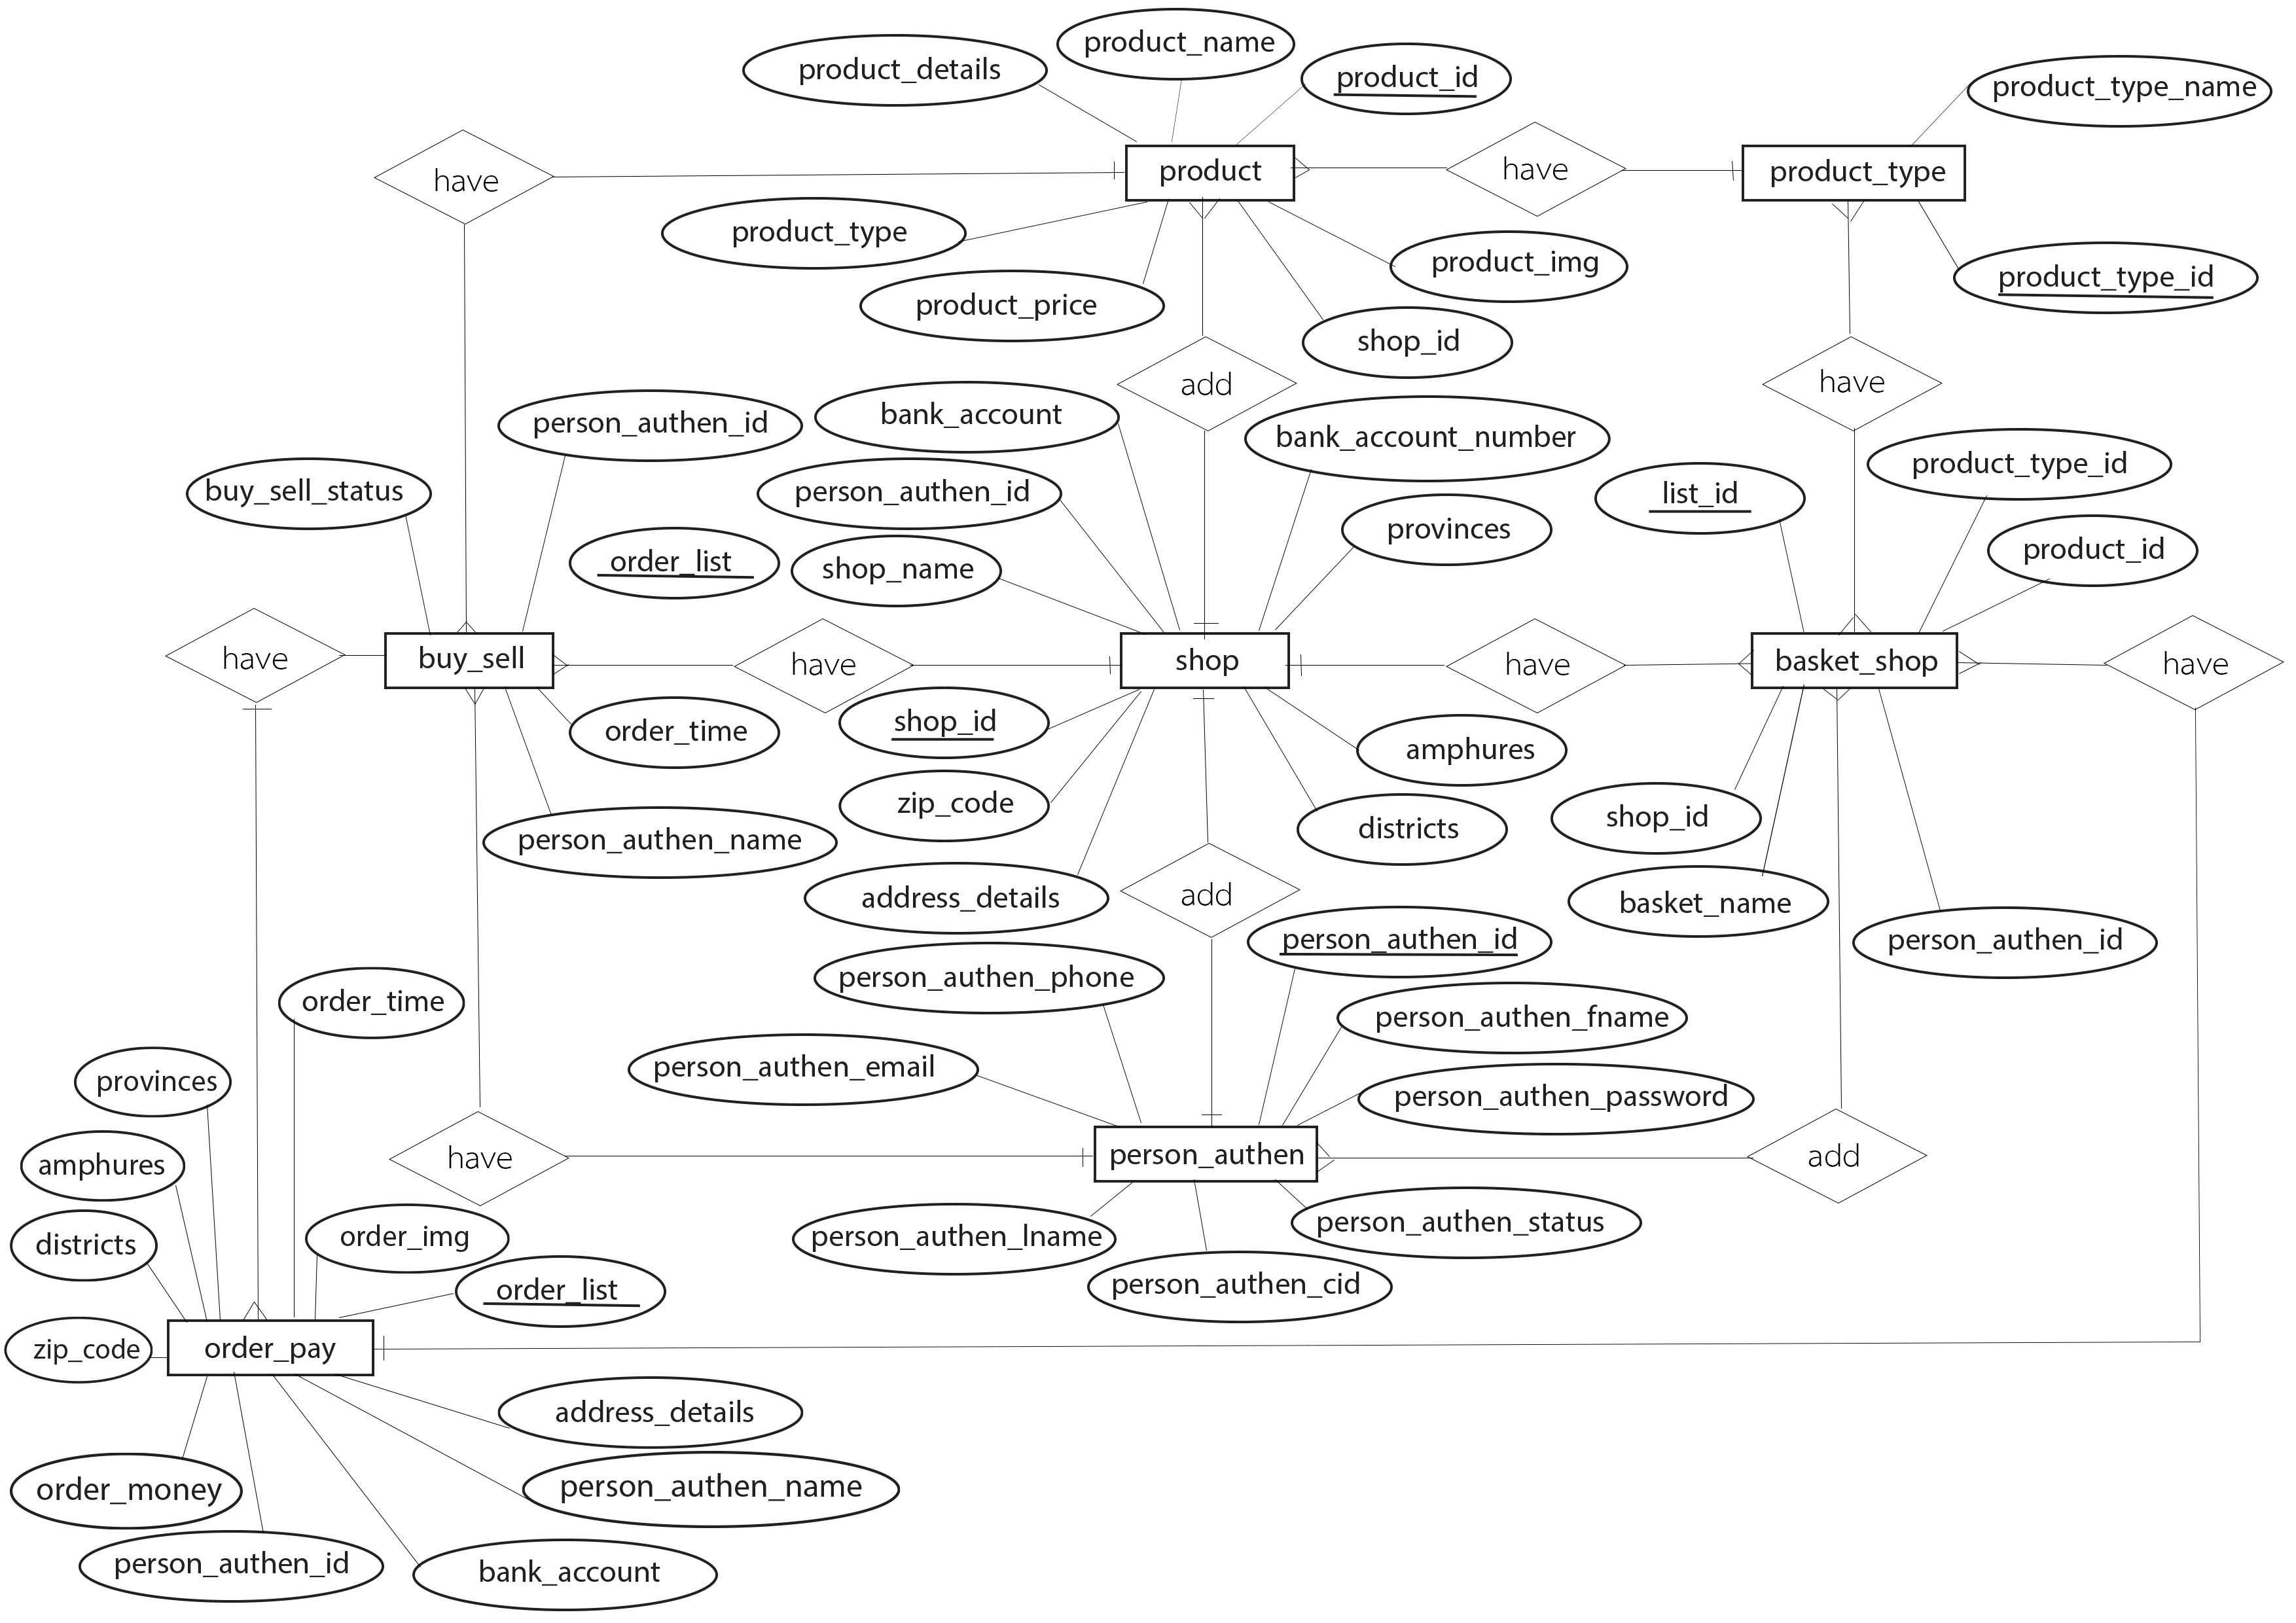 product_name
product_details
product_id
product_type_name
have
product
have
product_type
product_type
product_img
product_type_id
product_price
shop_id
add
have
bank_account
person_authen_id
bank_account_number
product_type_id
buy_sell_status
person_authen_id
list_id
provinces
order_list
shop_name
product_id
have
buy_sell
have
shop
have
basket_shop
have
order_time
shop_id
amphures
zip_code
shop_id
person_authen_name
districts
address_details
add
basket_name
person_authen_id
person_authen_id
person_authen_phone
order_time
person_authen_fname
person_authen_email
provinces
person_authen_password
amphures
have
person_authen
add
districts
order_img
person_authen_lname
person_authen_status
order_list
person_authen_cid
zip_code
order_pay
address_details
order_money
person_authen_name
person_authen_id
bank_account